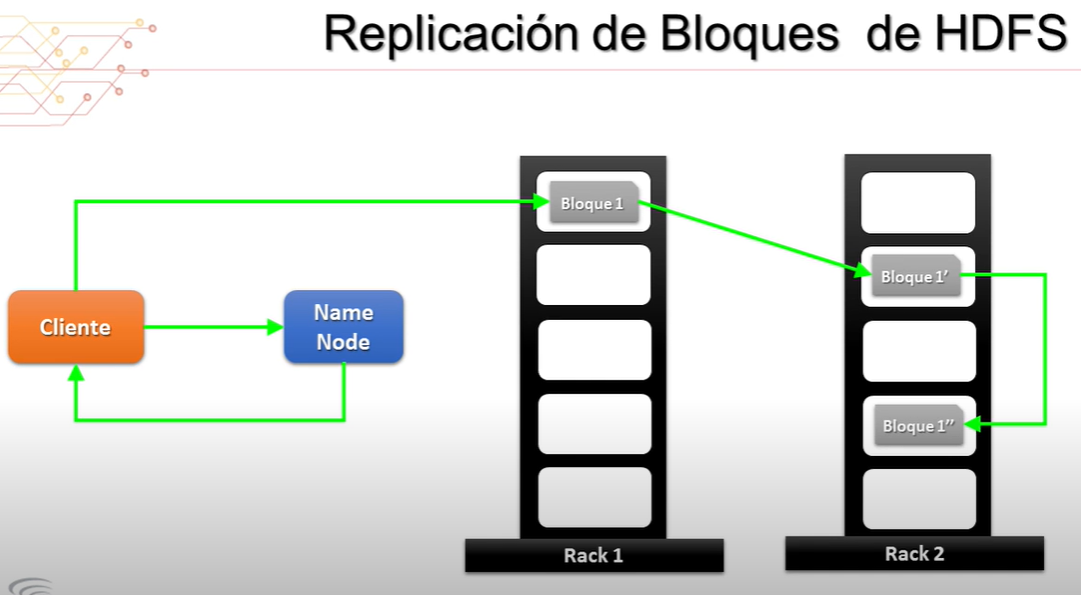 Replicación de Bloques de HDFS
Bloque 1
Bloque 1’
Cliente
Name
Node
Bloque 1’’
Rack 1
Rack 2